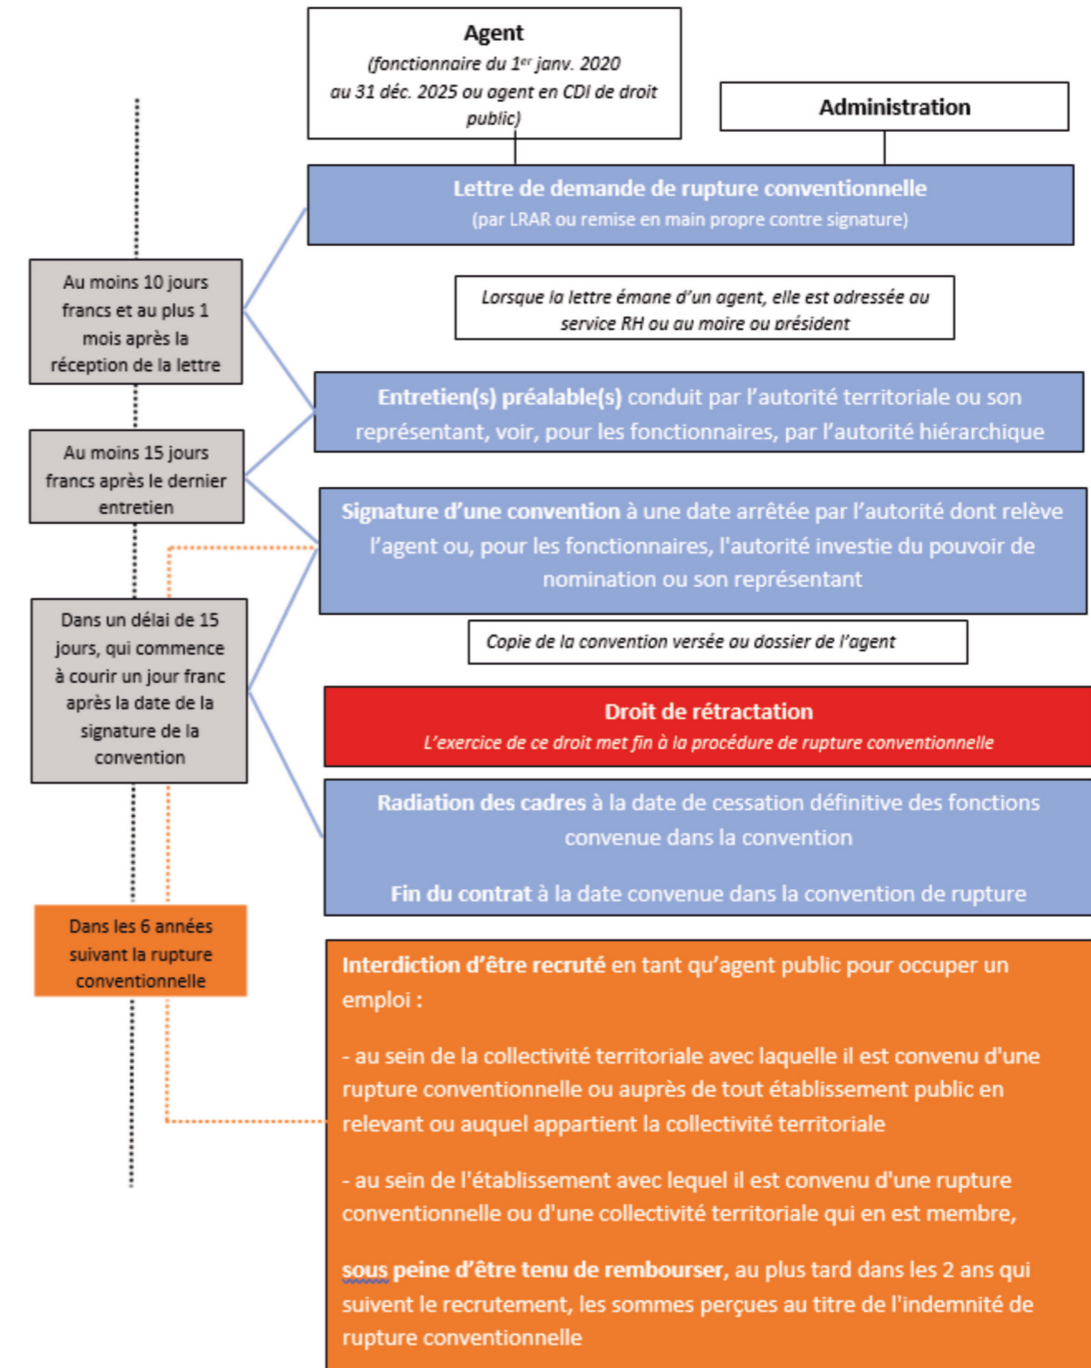 Agent
(fonctionnaire du 1er janv. 2020
au 31 déc. 2025 ou agent en CDI de droit
public)
Administration
Lettre de demande de rupture conventionnelle
(par LRAR ou remise en main propre contre signature)
Au moins 10 jours
francs et au plus 1
mois après la
réception de la lettre
Lorsque la lettre émane d'un agent, elle est adressée au
service RH ou au maire ou président
Entretien(s) préalable(s) conduit par l'autorité territoriale ou son
représentant, voir, pour les fonctionnaires, par l'autorité hiérarchique
Au moins 15 jours
francs après le dernier
entretien
Signature d'une convention à une date arrêtée par l'autorité dont relève
l'agent ou, pour les fonctionnaires, l'autorité investie du pouvoir de
nomination ou son représentant
Dans un délai de 15
jours, qui commence
à courir un jour franc
après la date de la
signature de la
convention
Copie de la convention versée au dossier de l'agent
Droit de rétractation
L'exercice de ce droit met fin à la procédure de rupture conventionnelle
Radiation des cadres à la date de cessation définitive des fonctions
convenue dans la convention
Fin du contrat à la date convenue dans la convention de rupture
Dans les 6 années
suivant la rupture
conventionnelle
Interdiction d'être recruté en tant qu'agent public pour occuper un
emploi :
- au sein de la collectivité territoriale avec laquelle il est convenu d'une
rupture conventionnelle ou auprès de tout établissement public en
relevant ou auquel appartient la collectivité territoriale
- au sein de l'établissement avec lequel il est convenu d'une rupture
conventionnelle ou d'une collectivité territoriale qui en est membre,
sous peine d'être tenu de rembourser, au plus tard dans les 2 ans qui
suivent le recrutement, les sommes perçues au titre de l'indemnité de
rupture conventionnelle